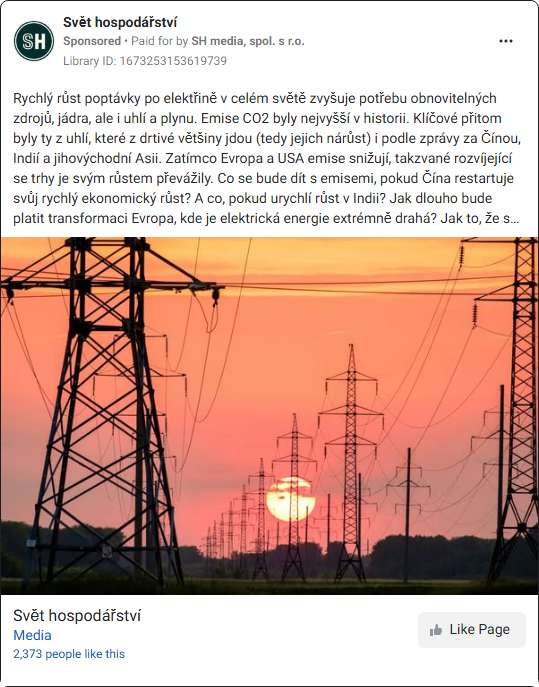 SH
Svět hospodářství
Sponsored • Paid for by SH media, spol. s r.o.
Library ID: 1673253153619739
Rychlý růst poptávky po elektřině v celém světě zvyšuje potřebu obnovitelných
zdrojů, jádra, ale i uhlí a plynu. Emise CO2 byly nejvyšší v historii. Klíčové přitom
byly ty z uhlí, které z drtivé většiny jdou (tedy jejich nárůst) i podle zprávy za Čínou,
Indií a jihovýchodní Asii. Zatímco Evropa a USA emise snižují, takzvané rozvíjející
se trhy je svým růstem převážily. Co se bude dít s emisemi, pokud Čína restartuje
svůj rychlý ekonomický růst? A co, pokud urychlí růst v Indii? Jak dlouho bude
platit transformaci Evropa, kde je elektrická energie extrémně drahá? Jak to, že s...
Svět hospodářství
Media
2,373 people like this
Like Page